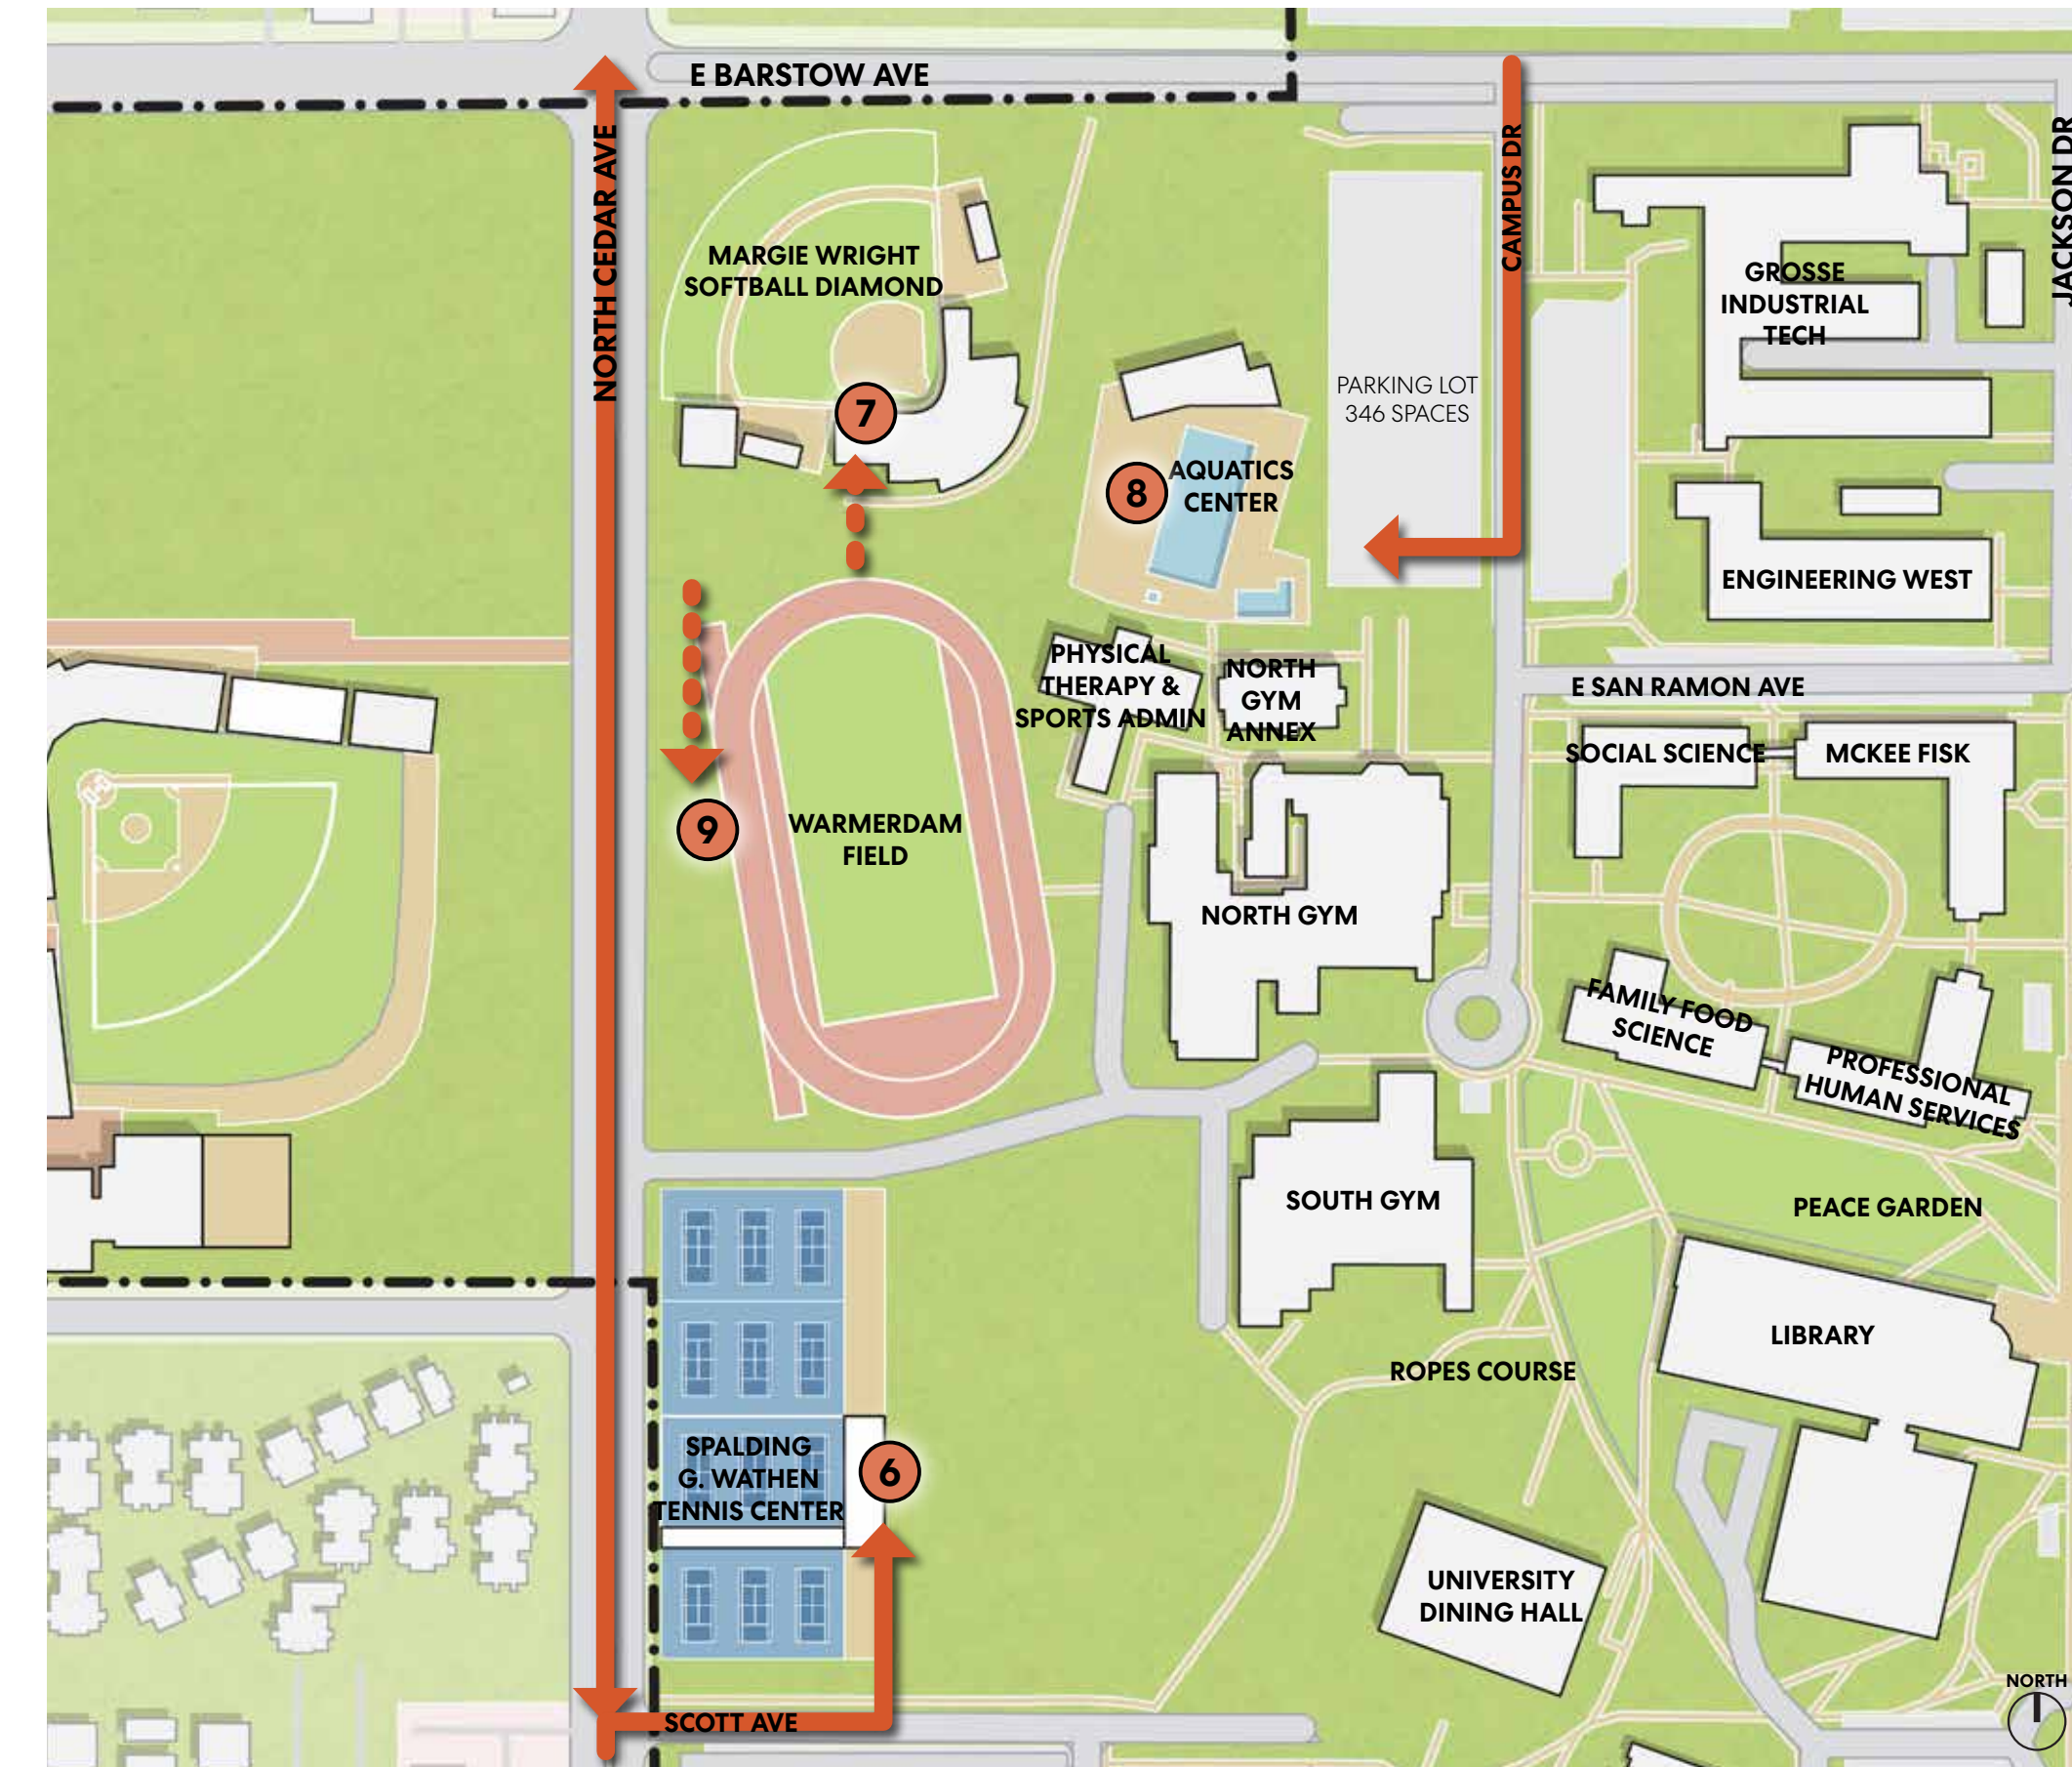 E BARSTOW AVE
NORTH CEDAR AVE
CAMPUS DR
JACKSON DR
MARGIE WRIGHT
SOFTBALL DIAMOND
GROSSE
INDUSTRIAL
TECH
PARKING LOT
346 SPACES
7
8
AQUATICS
CENTER
ENGINEERING WEST
PHYSICAL
THERAPY &
SPORTS ADMIN
NORTH
GYM
ANNEX
E SAN RAMON AVE
SOCIAL SCIENCE
MCKEE FISK
9
WARMERDAM
FIELD
NORTH GYM
FAMILY FOOD
SCIENCE
PROFESSIONAL
HUMAN SERVICES
SOUTH GYM
PEACE GARDEN
LIBRARY
ROPES COURSE
SPALDING
G. WATHEN
TENNIS CENTER
6
UNIVERSITY
DINING HALL
SCOTT AVE
NORTH